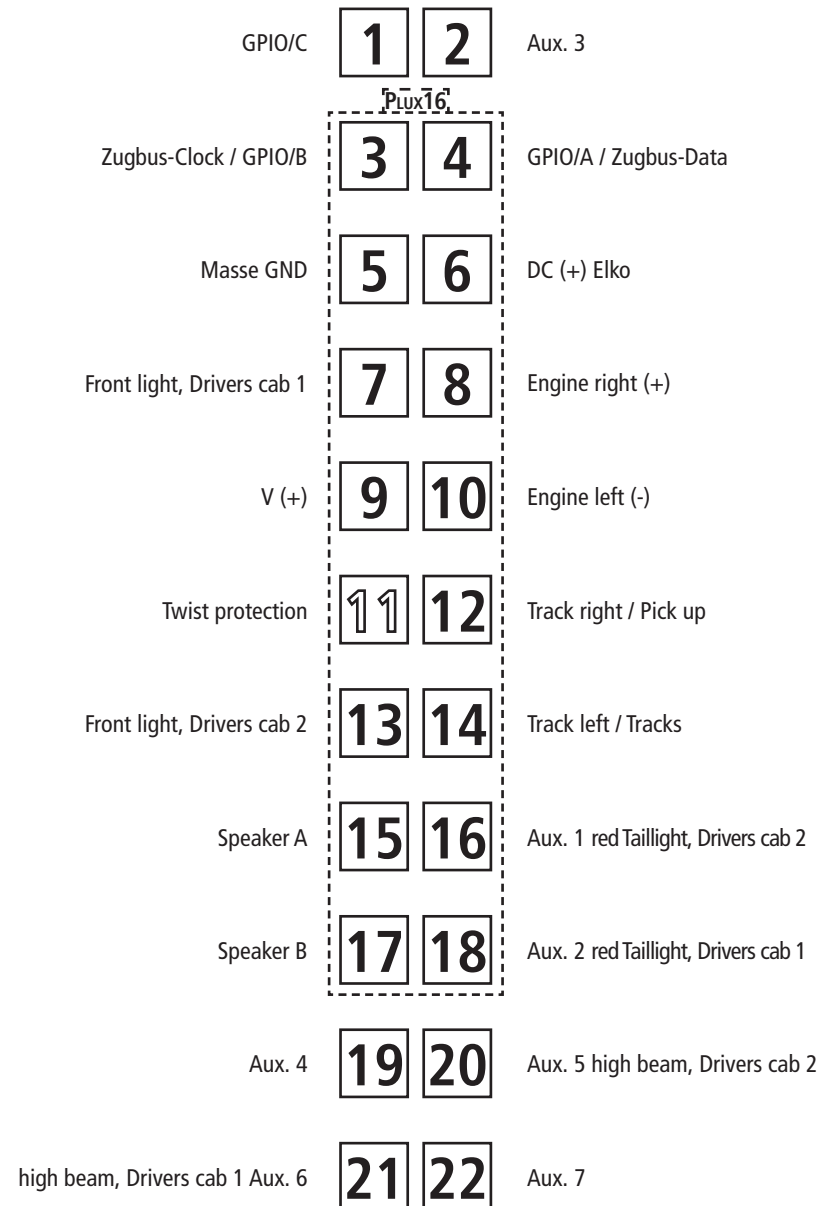 GPIO/C 1 2 Aux. 3
PLUX16
Zugbus-Clock / GPIO/B 3 4 GPIO/A / Zugbus-Data
Masse GND 5 6 DC (+) Elko
Front light, Drivers cab 1 7 8 Engine right (+)
V (+) 9 10 Engine left (-)
Twist protection 11 12 Track right / Pick up
Front light, Drivers cab 2 13 14 Track left / Tracks
Speaker A 15 16 Aux. 1 red Taillight, Drivers cab 2
Speaker B 17 18 Aux. 2 red Taillight, Drivers cab 1
Aux. 4 19 20 Aux. 5 high beam, Drivers cab 2
high beam, Drivers cab 1 Aux. 6 21 22 Aux. 7